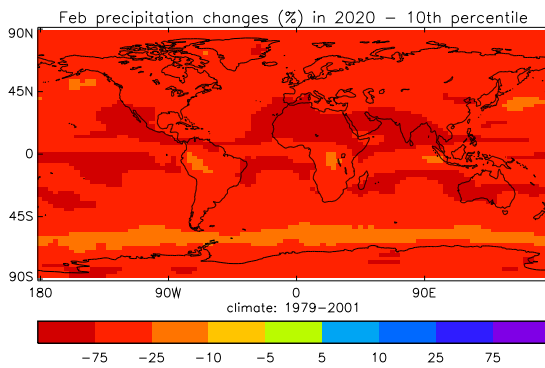 Feb precipitation changes (%) in 2020 - 10th percentile
90N
45N
0
45S
90S
180 90W 0 90E
climate: 1979-2001
-75 -25 -10 -5 5 10 25 75